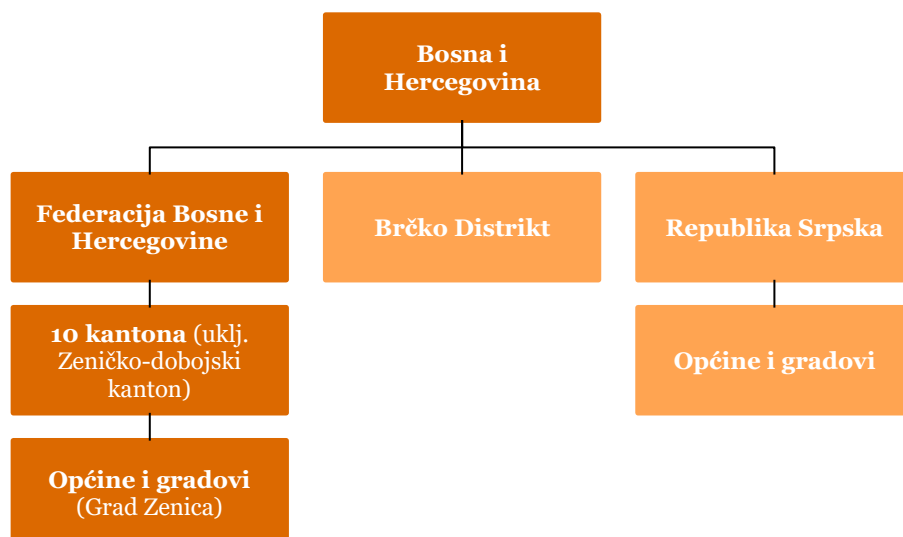 Bosna i
Hercegovina
Federacija Bosne i
Hercegovine
Brčko Distrikt
Republika Srpska
10 kantona (uklj.
Zeničko-dobojski
kanton)
Općine i gradovi
Općine i gradovi
(Grad Zenica)